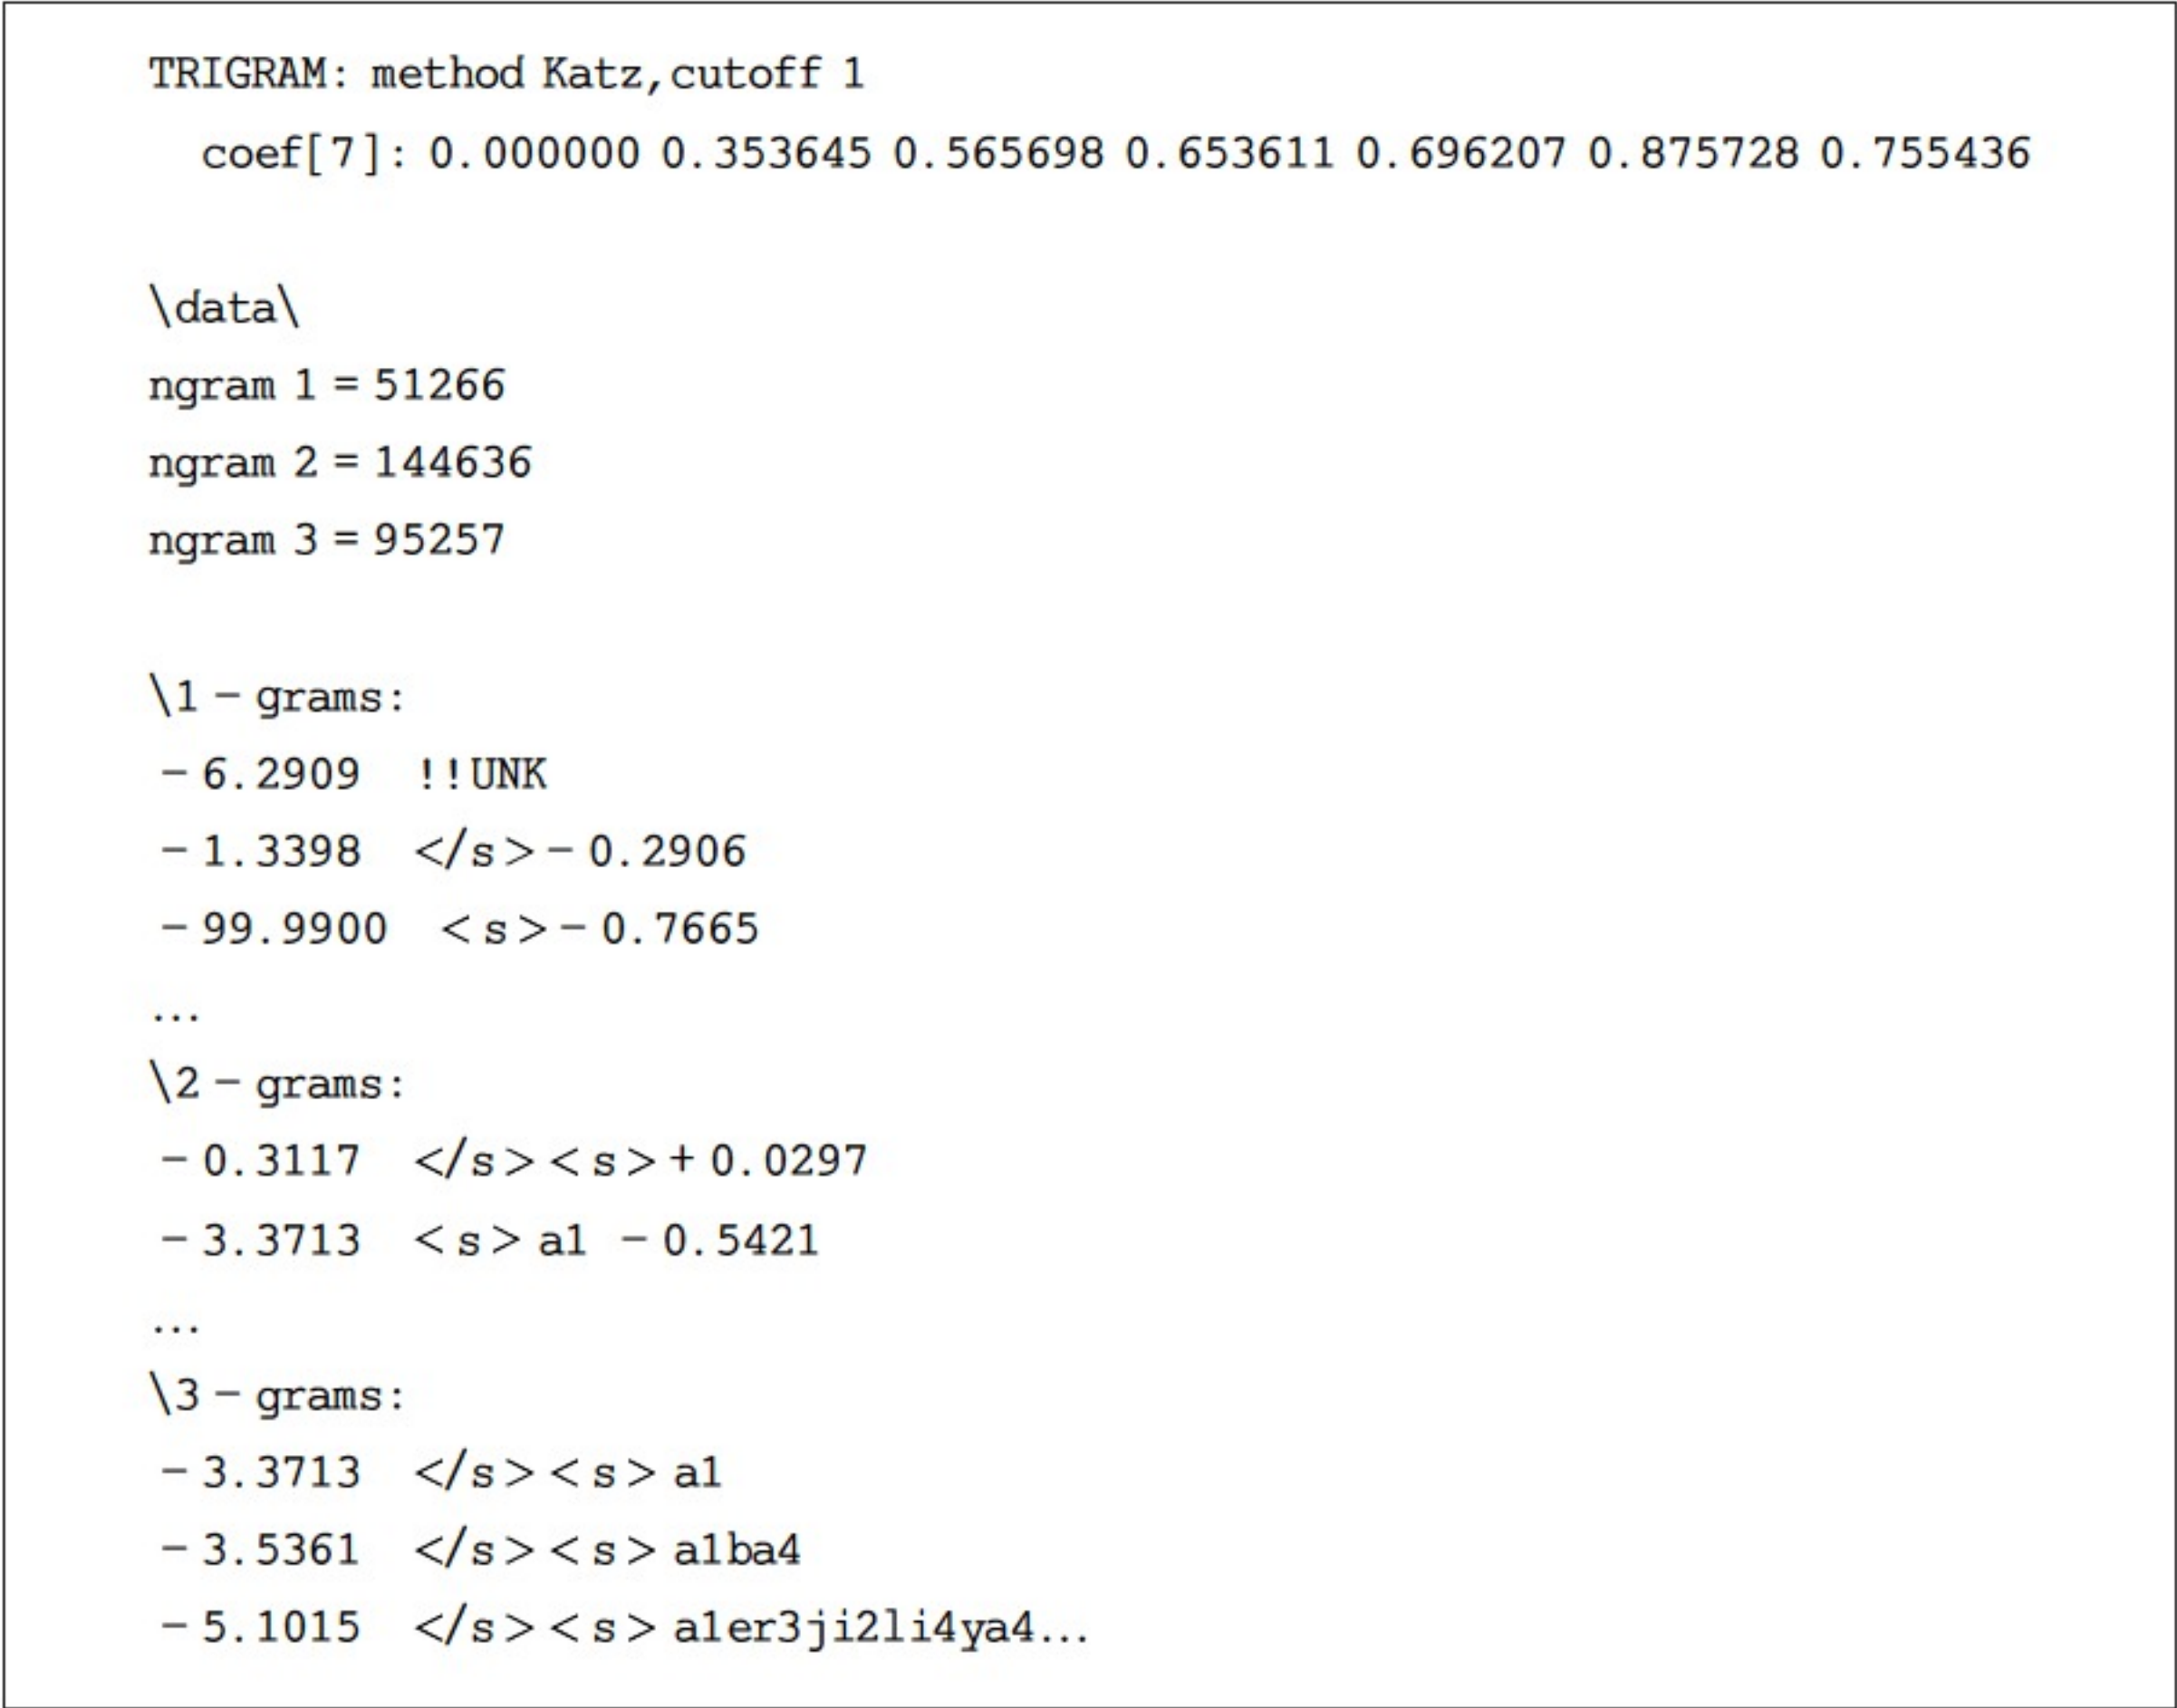 TRIGRAM: method Katz,cutoff 1
coef[7]: 0.000000 0.353645 0.565698 0.653611 0.696207 0.875728 0.755436
\data\
ngram 1 = 51266
ngram 2 = 144636
ngram 3 = 95257
\1 - grams:
- 6.2909 !!UNK
- 1.3398 </s> - 0.2906
- 99.9900 <s> - 0.7665
...
\2 - grams:
- 0.3117 </s><s> + 0.0297
- 3.3713 <s> a1 - 0.5421
...
\3 - grams:
- 3.3713 </s><s> a1
- 3.5361 </s><s> a1ba4
- 5.1015 </s><s> a1er3ji2li4ya4...